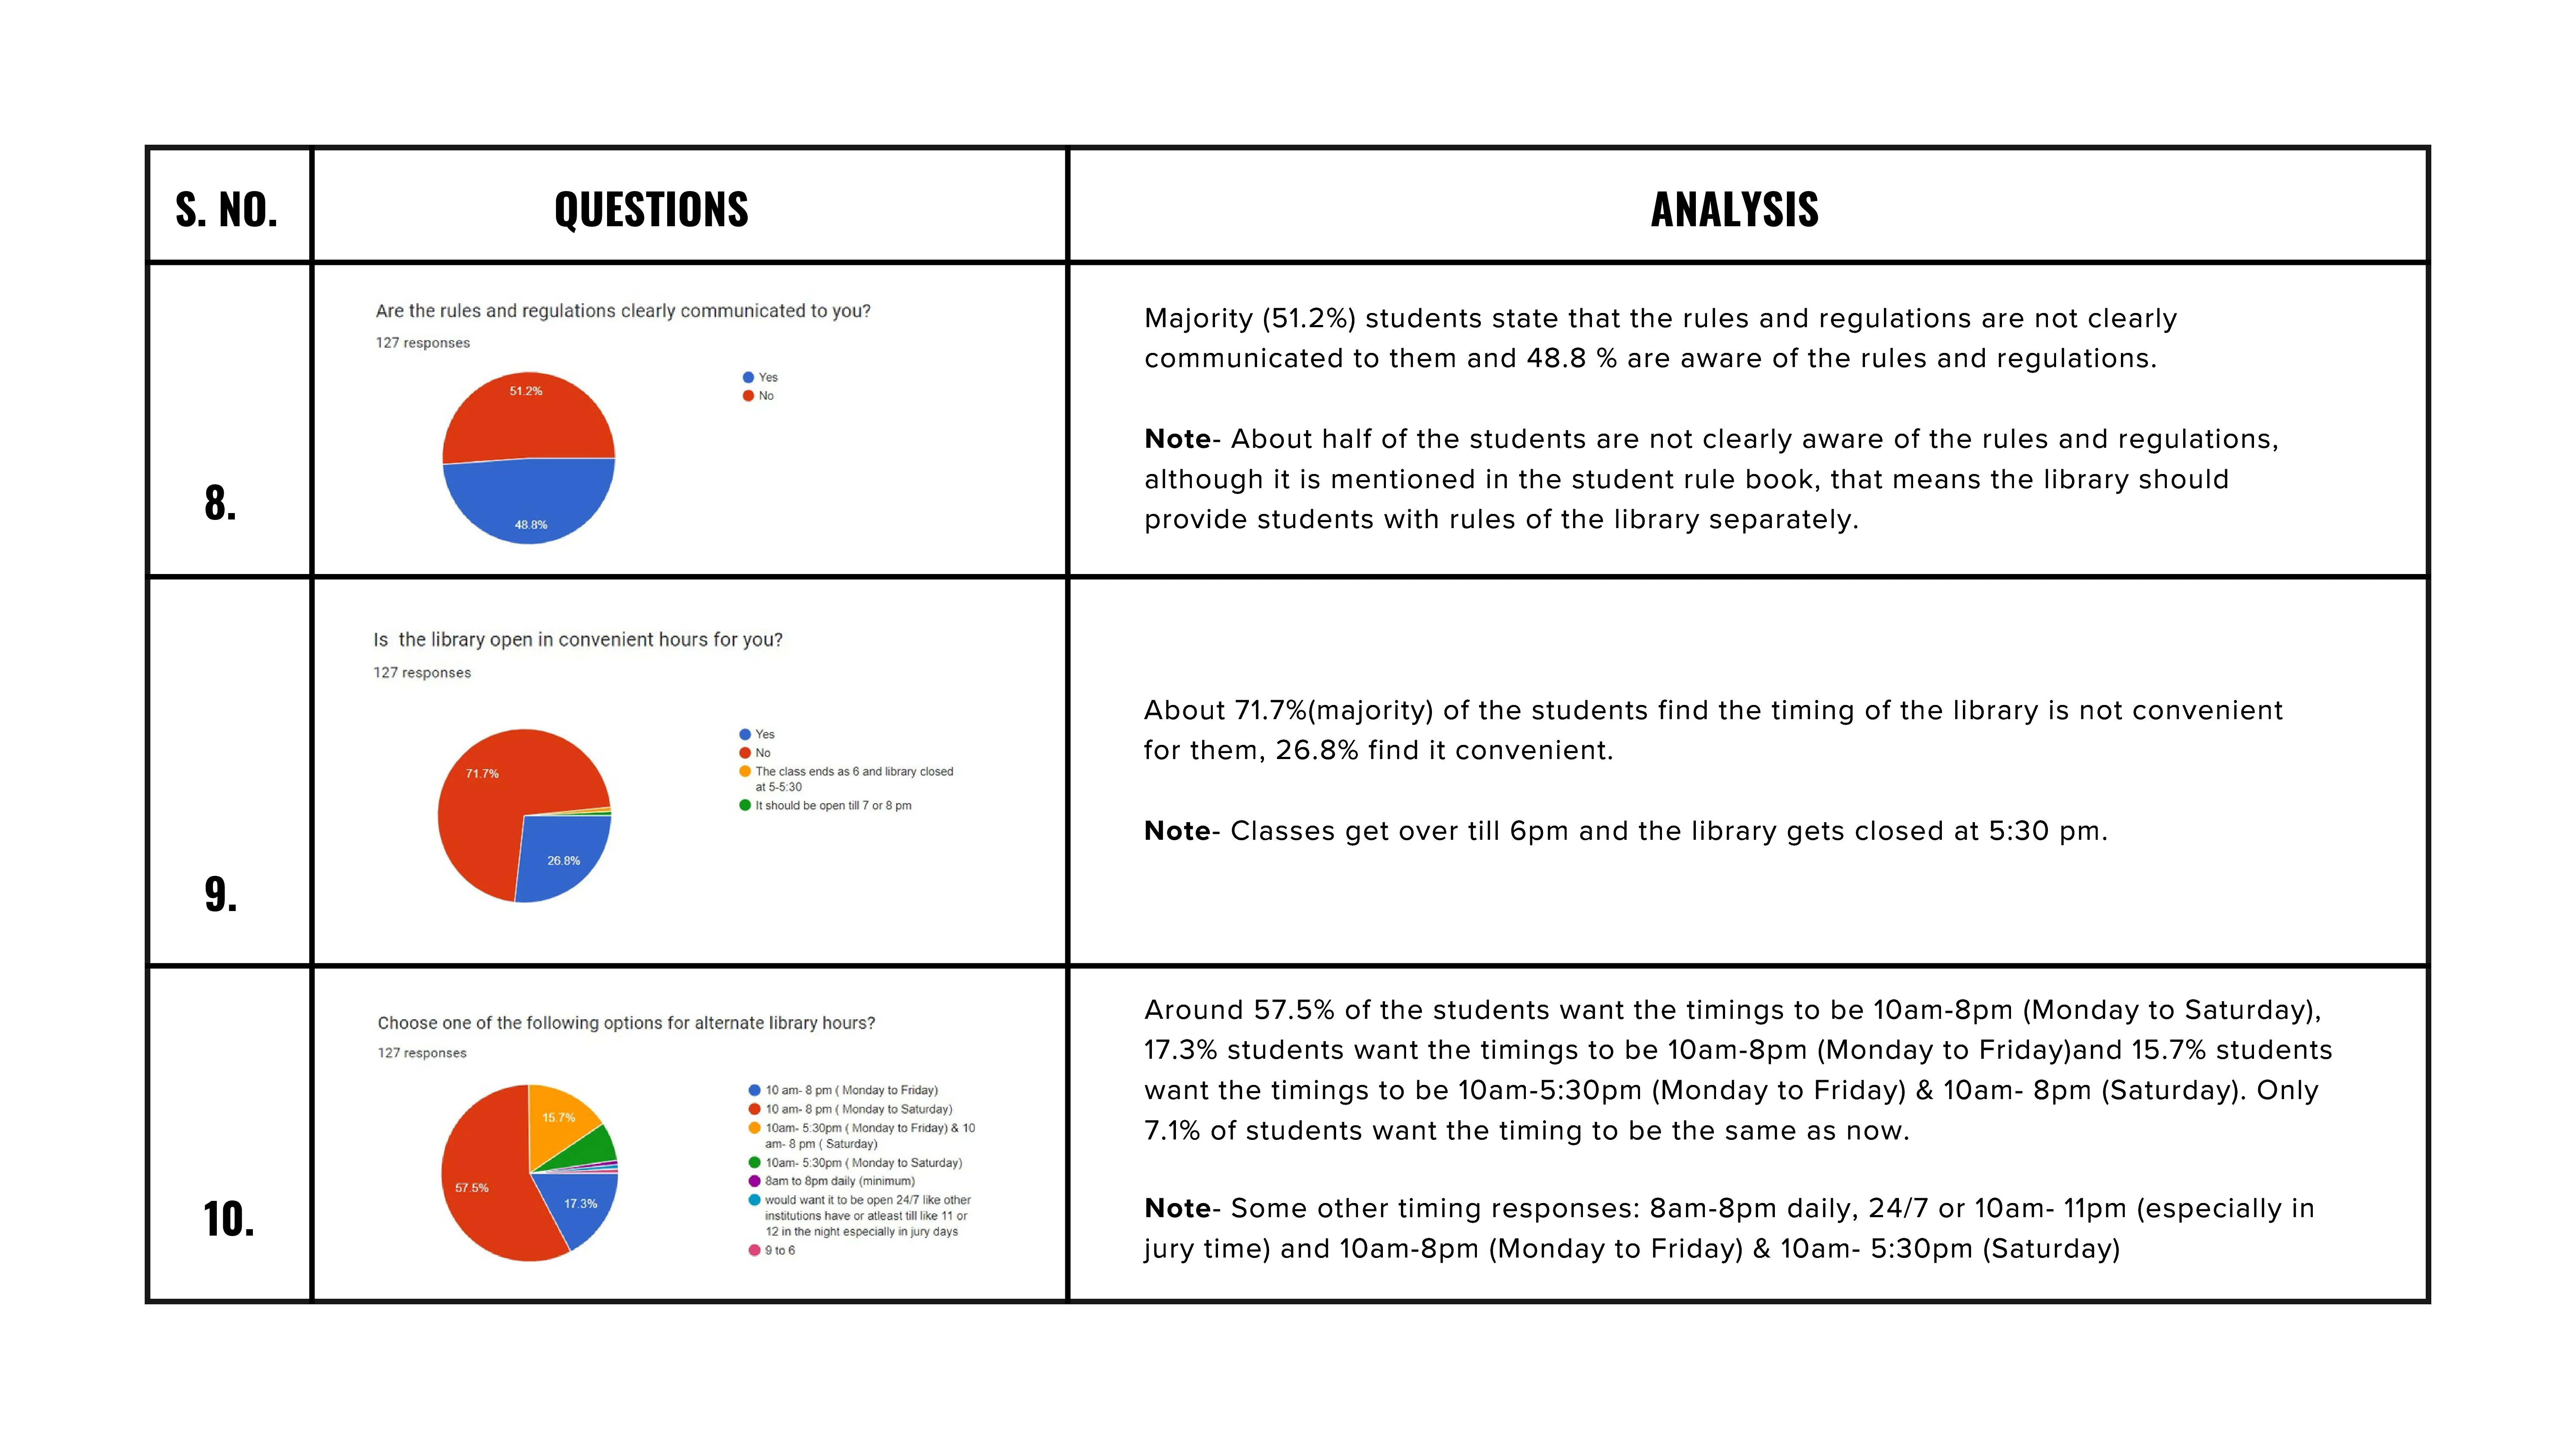 S. NO.
QUESTIONS
ANALYSIS
8.
Are the rules and regulations clearly communicated to you?
127 responses
51.2%
48.8%
Yes
No
Majority (51.2%) students state that the rules and regulations are not clearly
communicated to them and 48.8 % are aware of the rules and regulations.
Note- About half of the students are not clearly aware of the rules and regulations,
although it is mentioned in the student rule book, that means the library should
provide students with rules of the library separately.
9.
Is  the library open in convenient hours for you?
127 responses
71.7%
26.8%
Yes
No
The class ends as 6 and library closed
at 5-5:30
It should be open till 7 or 8 pm
About 71.7%(majority) of the students find the timing of the library is not convenient
for them, 26.8% find it convenient.
Note- Classes get over till 6pm and the library gets closed at 5:30 pm.
10.
Choose one of the following options for alternate library hours?
127 responses
15.7%
57.5%
17.3%
10 am- 8 pm ( Monday to Friday)
10 am- 8 pm ( Monday to Saturday)
10am- 5:30pm ( Monday to Friday) & 10
am- 8 pm ( Saturday)
10am- 5:30pm ( Monday to Saturday)
8am to 8pm daily (minimum)
would want it to be open 24/7 like other
institutions have or atleast till like 11 or
12 in the night especially in jury days
9 to 6
Around 57.5% of the students want the timings to be 10am-8pm (Monday to Saturday),
17.3% students want the timings to be 10am-8pm (Monday to Friday)and 15.7% students
want the timings to be 10am-5:30pm (Monday to Friday) & 10am- 8pm (Saturday). Only
7.1% of students want the timing to be the same as now.
Note- Some other timing responses: 8am-8pm daily, 24/7 or 10am- 11pm (especially in
jury time) and 10am-8pm (Monday to Friday) & 10am- 5:30pm (Saturday)